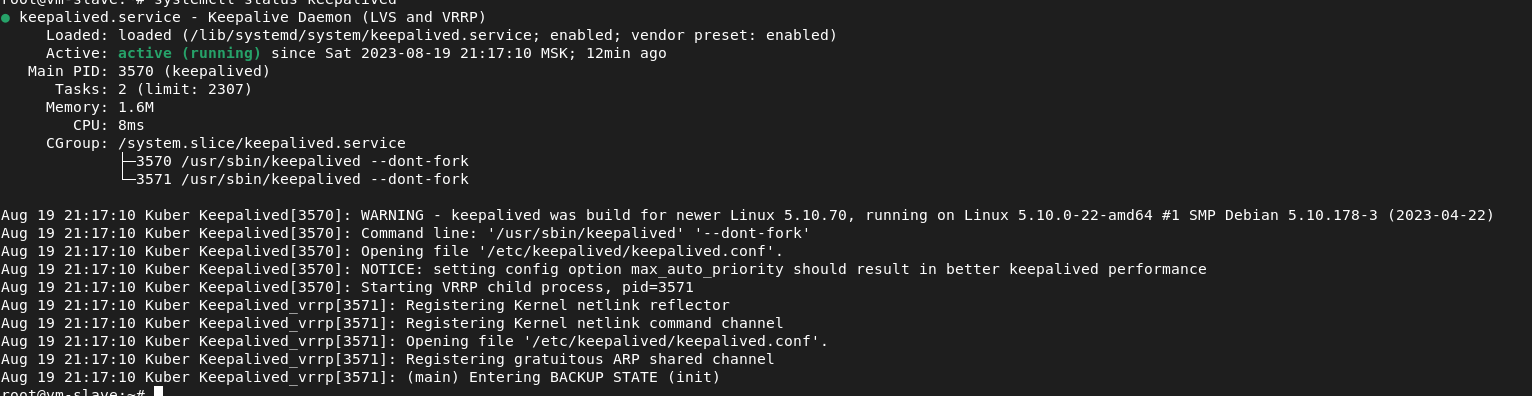 root@vm-slave:~# systemctl status keepalived
● keepalived.service - Keepalive Daemon (LVS and VRRP)
     Loaded: loaded (/lib/systemd/system/keepalived.service; enabled; vendor preset: enabled)
     Active: active (running) since Sat 2023-08-19 21:17:10 MSK; 12min ago
   Main PID: 3570 (keepalived)
      Tasks: 2 (limit: 2307)
     Memory: 1.6M
        CPU: 8ms
     CGroup: /system.slice/keepalived.service
             ├─3570 /usr/sbin/keepalived --dont-fork
             └─3571 /usr/sbin/keepalived --dont-fork

Aug 19 21:17:10 Kuber Keepalived[3570]: WARNING - keepalived was build for newer Linux 5.10.70, running on Linux 5.10.0-22-amd64 #1 SMP Debian 5.10.178-3 (2023-04-22)
Aug 19 21:17:10 Kuber Keepalived[3570]: Command line: '/usr/sbin/keepalived' '--dont-fork'
Aug 19 21:17:10 Kuber Keepalived[3570]: Opening file '/etc/keepalived/keepalived.conf'.
Aug 19 21:17:10 Kuber Keepalived[3570]: NOTICE: setting config option max_auto_priority should result in better keepalived performance
Aug 19 21:17:10 Kuber Keepalived[3570]: Starting VRRP child process, pid=3571
Aug 19 21:17:10 Kuber Keepalived_vrrp[3571]: Registering Kernel netlink reflector
Aug 19 21:17:10 Kuber Keepalived_vrrp[3571]: Registering Kernel netlink command channel
Aug 19 21:17:10 Kuber Keepalived_vrrp[3571]: Opening file '/etc/keepalived/keepalived.conf'.
Aug 19 21:17:10 Kuber Keepalived_vrrp[3571]: Registering gratuitous ARP shared channel
Aug 19 21:17:10 Kuber Keepalived_vrrp[3571]: (main) Entering BACKUP STATE (init)
root@vm-slave:~#